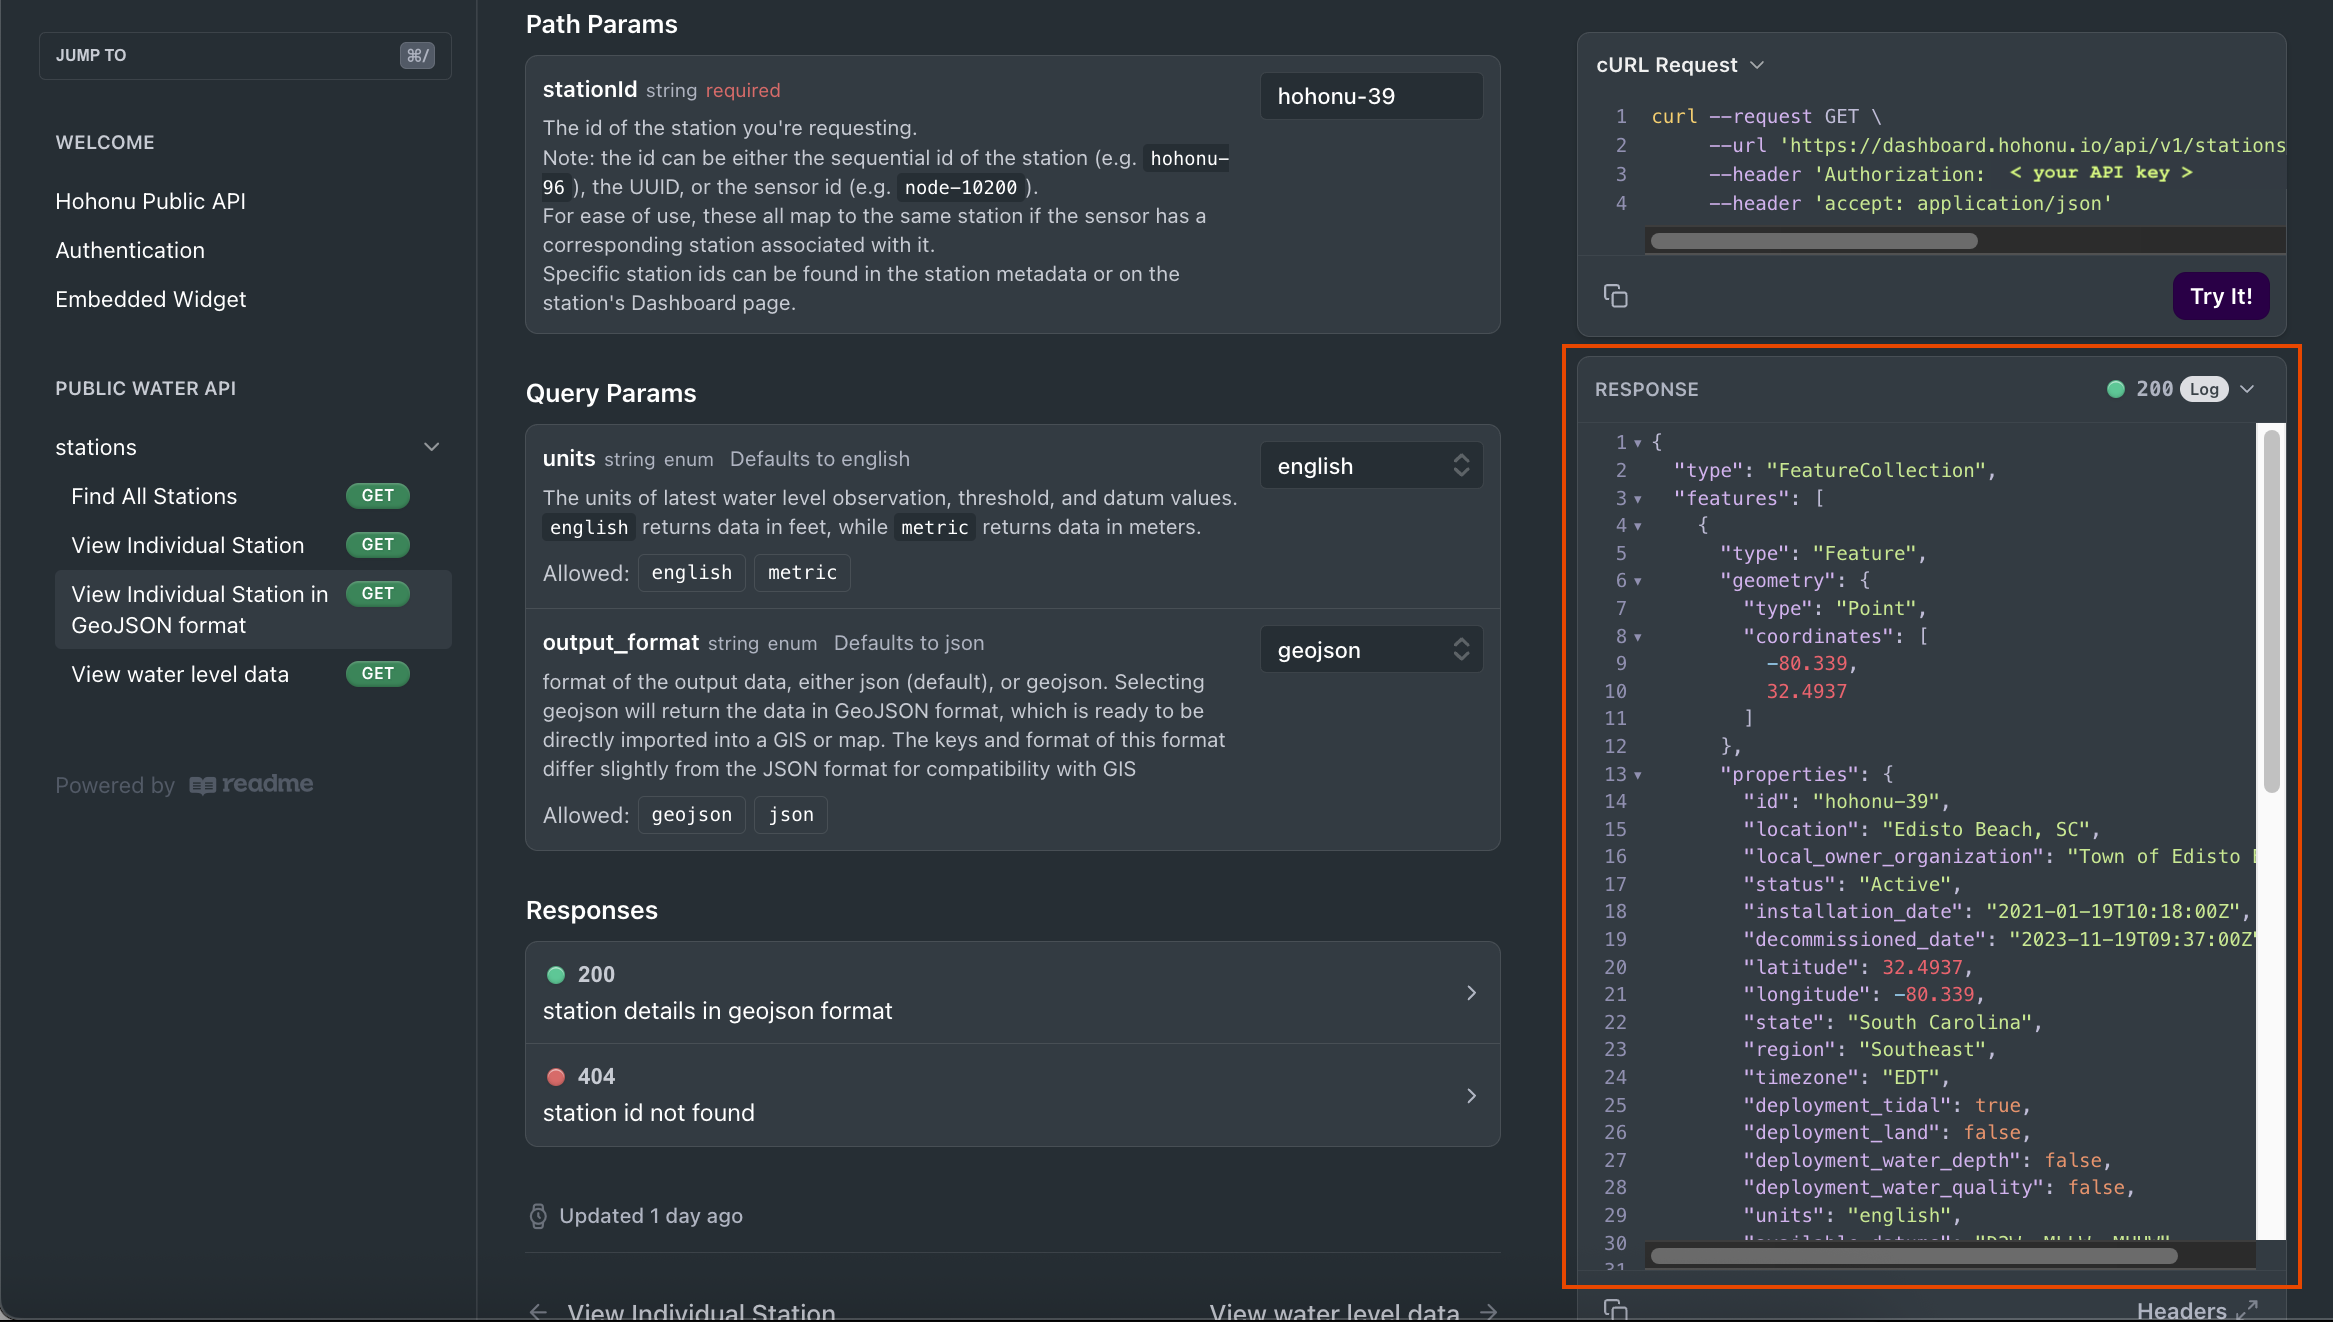 JUMP TO
⌘/
WELCOME
Hohonu Public API
Authentication
Embedded Widget
PUBLIC WATER API
stations
Find All Stations GET
View Individual Station GET
View Individual Station in GET
GeoJSON format
View water level data GET
Powered by readme
Path Params
stationId string required
hohonu-39
The id of the station you're requesting.
Note: the id can be either the sequential id of the station (e.g. hohonu-
96 ), the UUID, or the sensor id (e.g. node-10200 ).
For ease of use, these all map to the same station if the sensor has a
corresponding station associated with it.
Specific station ids can be found in the station metadata or on the
station's Dashboard page.
Query Params
units string enum Defaults to english
english
The units of latest water level observation, threshold, and datum values.
english returns data in feet, while metric returns data in meters.
Allowed: english metric
output_format string enum Defaults to json
geojson
format of the output data, either json (default), or geojson. Selecting
geojson will return the data in GeoJSON format, which is ready to be
directly imported into a GIS or map. The keys and format of this format
differ slightly from the JSON format for compatibility with GIS
Allowed: geojson json
Responses
200
station details in geojson format
404
station id not found
Updated 1 day ago
← View Individual Station
View water level data →
cURL Request
1 curl --request GET \
2 --url 'https://dashboard.hohonu.io/api/v1/stations
3 --header 'Authorization: < your API key >
4 --header 'accept: application/json'
Try It!
RESPONSE
200 Log
1 {
2 "type": "FeatureCollection",
3 "features": [
4 {
5 "type": "Feature",
6 "geometry": {
7 "type": "Point",
8 "coordinates": [
9 -80.339,
10 32.4937
11 ]
12 },
13 "properties": {
14 "id": "hohonu-39",
15 "location": "Edisto Beach, SC",
16 "local_owner_organization": "Town of Edisto
17 "status": "Active",
18 "installation_date": "2021-01-19T10:18:00Z",
19 "decommissioned_date": "2023-11-19T09:37:00Z"
20 "latitude": 32.4937,
21 "longitude": -80.339,
22 "state": "South Carolina",
23 "region": "Southeast",
24 "timezone": "EDT",
25 "deployment_tidal": true,
26 "deployment_land": false,
27 "deployment_water_depth": false,
28 "deployment_water_quality": false,
29 "units": "english",
30
31
Headers